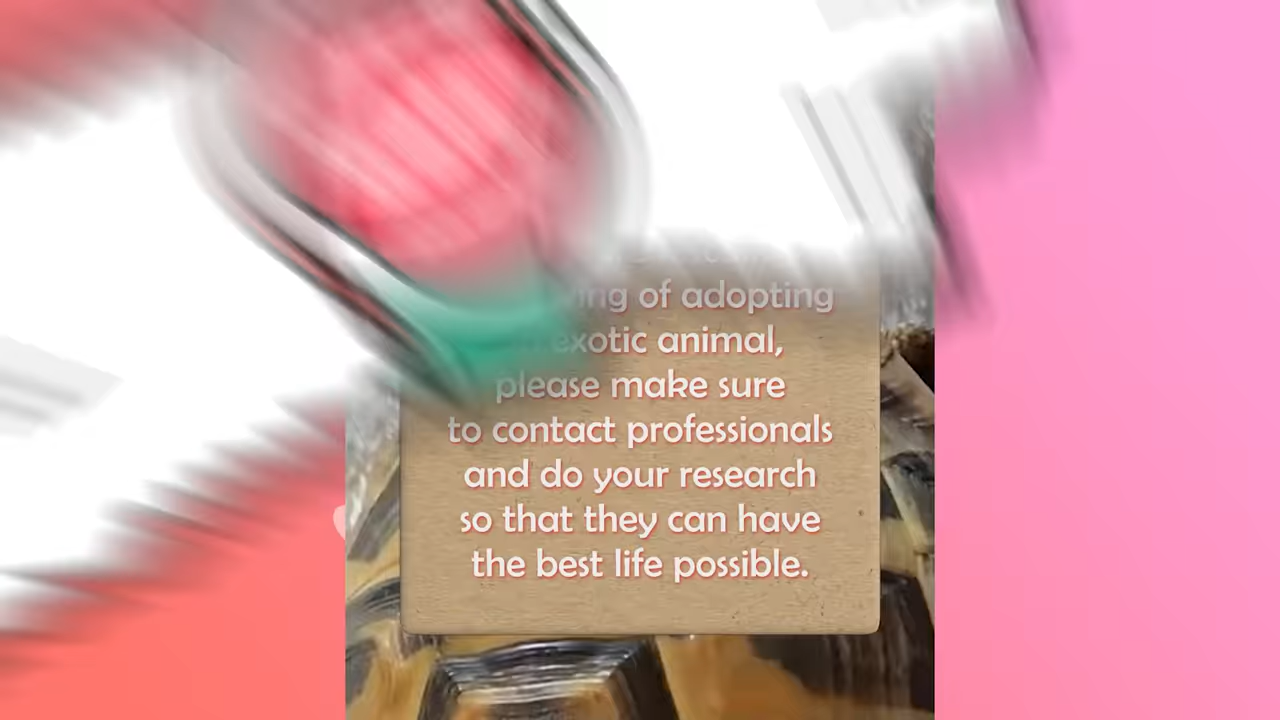 of adopting
exotic animal,
please make sure
to contact professionals
and do your research
so that they can have
the best life possible.